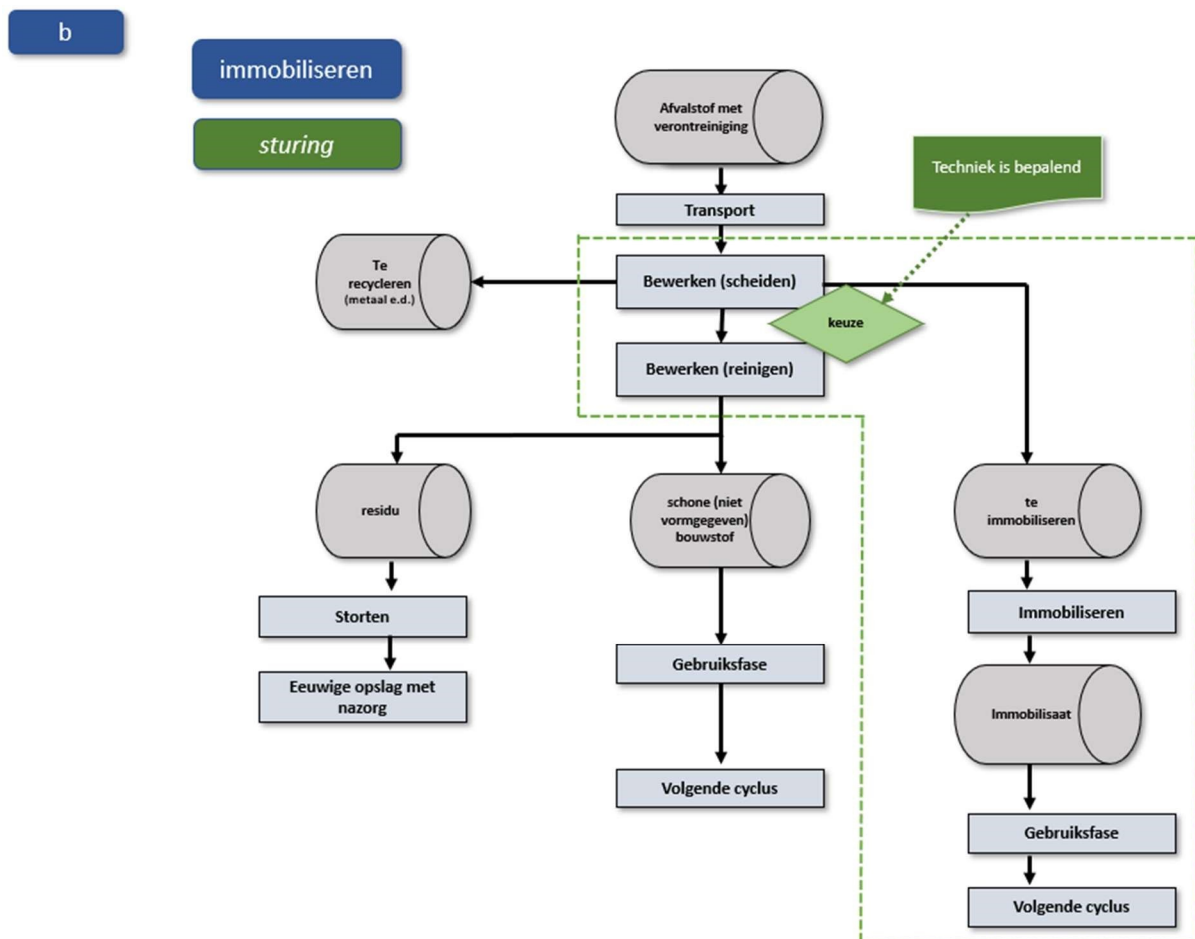 b
immobiliseren
sturing
Afvalstof met
verontreiniging
Techniek is bepalend
Transport
Te
recycleren
(metaal e.d.)
Bewerken (scheiden)
keuze
Bewerken (reinigen)
residu
schone (niet
vormgegeven)
bouwstof
te
immobiliseren
Storten
Immobiliseren
Gebruiksfase
Eeuwige opslag met
nazorg
Immobilisaat
Volgende cyclus
Gebruiksfase
Volgende cyclus